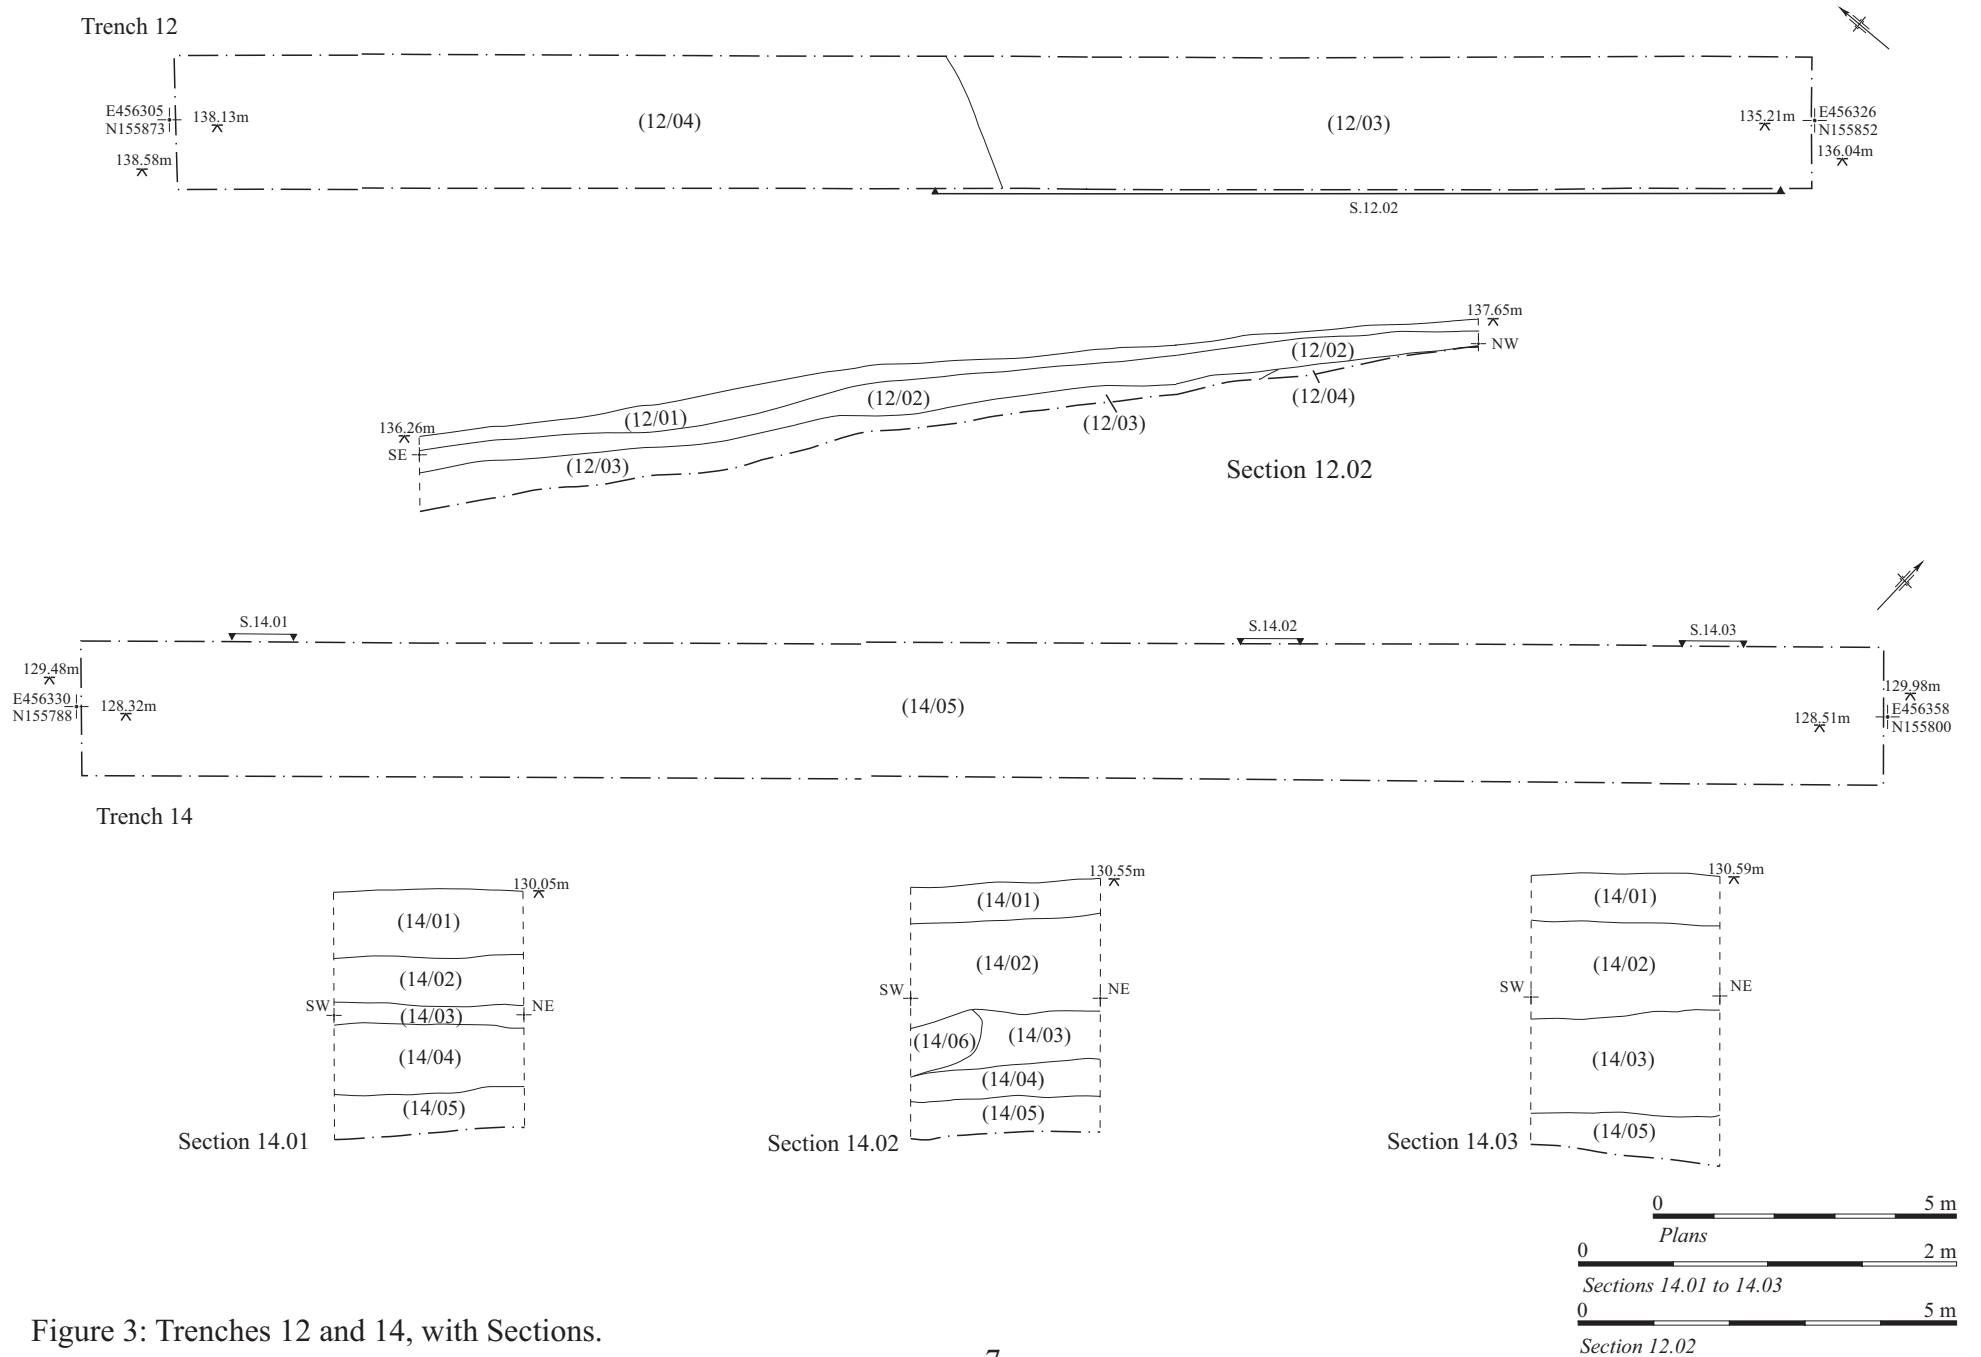 Trench 12
E456305
N155873
138.13m
138.58m
(12/04)
(12/03)
135.21m
E456326
N155852
136.04m
S.12.02
137.65m
NW
(12/02)
(12/04)
(12/02)
(12/03)
(12/01)
136.26m
SE
(12/03)
Section 12.02
S.14.01
S.14.02
S.14.03
129.48m
E456330
N155788
128.32m
(14/05)
129.98m
E456358
N155800
128.51m
Trench 14
130.05m
(14/01)
(14/02)
SW
NE
(14/03)
(14/04)
(14/05)
Section 14.01
130.55m
(14/01)
(14/02)
SW
NE
(14/06)
(14/03)
(14/04)
(14/05)
Section 14.02
130.59m
(14/01)
(14/02)
SW
NE
(14/03)
(14/05)
Section 14.03
0 5 m
Plans
0 2 m
Sections 14.01 to 14.03
0 5 m
Section 12.02
Figure 3: Trenches 12 and 14, with Sections.